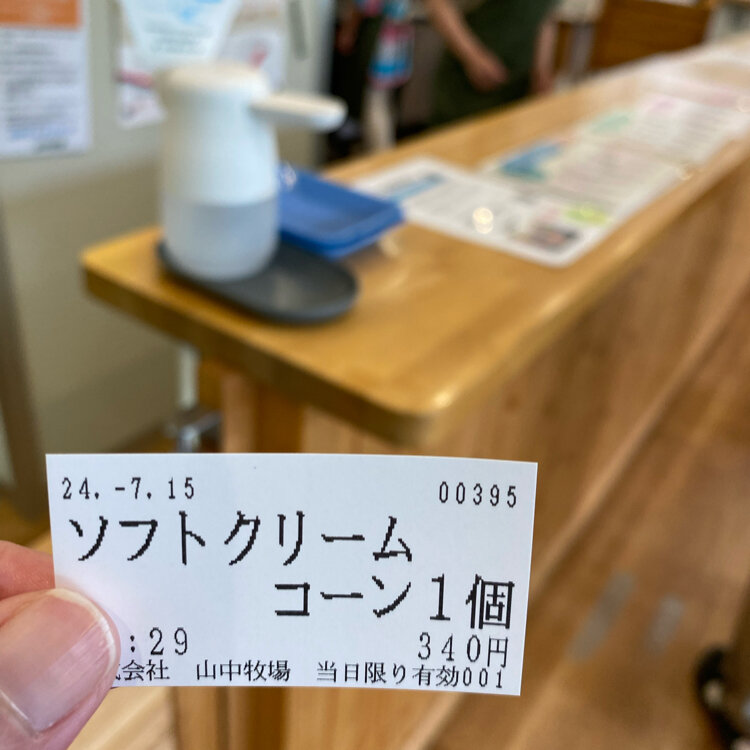 24.-7.15 00395
ソフトクリーム
コーン1個
:29 340円
会社 山中牧場 当日限り有効001